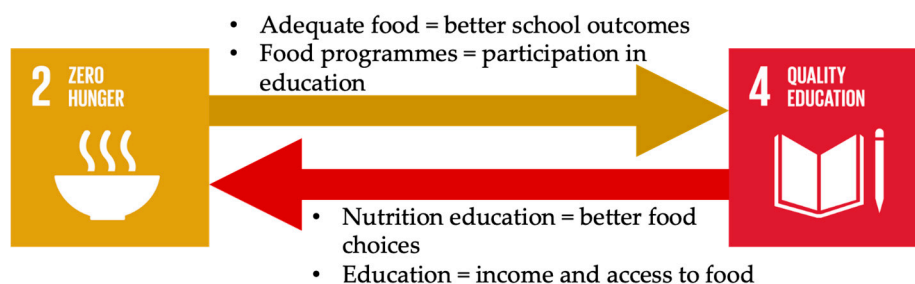 • Adequate food = better school outcomes
• Food programmes = participation in
education
2 ZERO
HUNGER
4 QUALITY
EDUCATION
• Nutrition education = better food
choices
• Education = income and access to food